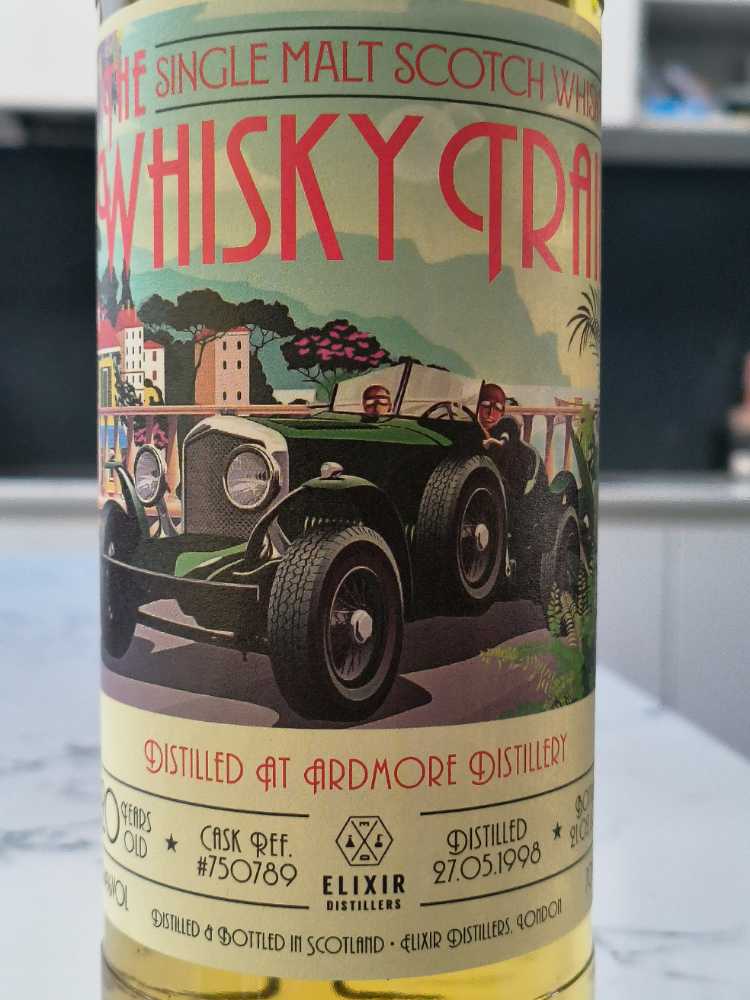 THE SINGLE MALT SCOTCH WHIS
WHISKY TRAI
DISTILLED AT ARDMORE DISTILLERY
YEARS
OLD
★ CASK REF.
#750789
ELIXIR
DISTILLERS
DISTILLED
27.05.1998 ★
DISTILLED & BOTTLED IN SCOTLAND · ELIXIR DISTILLERS, LONDON